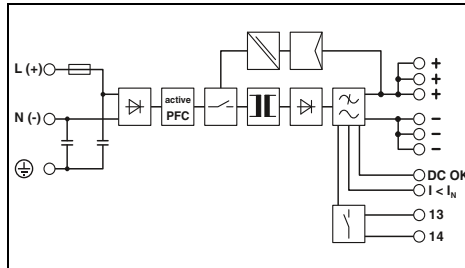 L (+)
N (-)
active
PFC
+
+
+
–
–
–
DC OK
I < IN
13
14